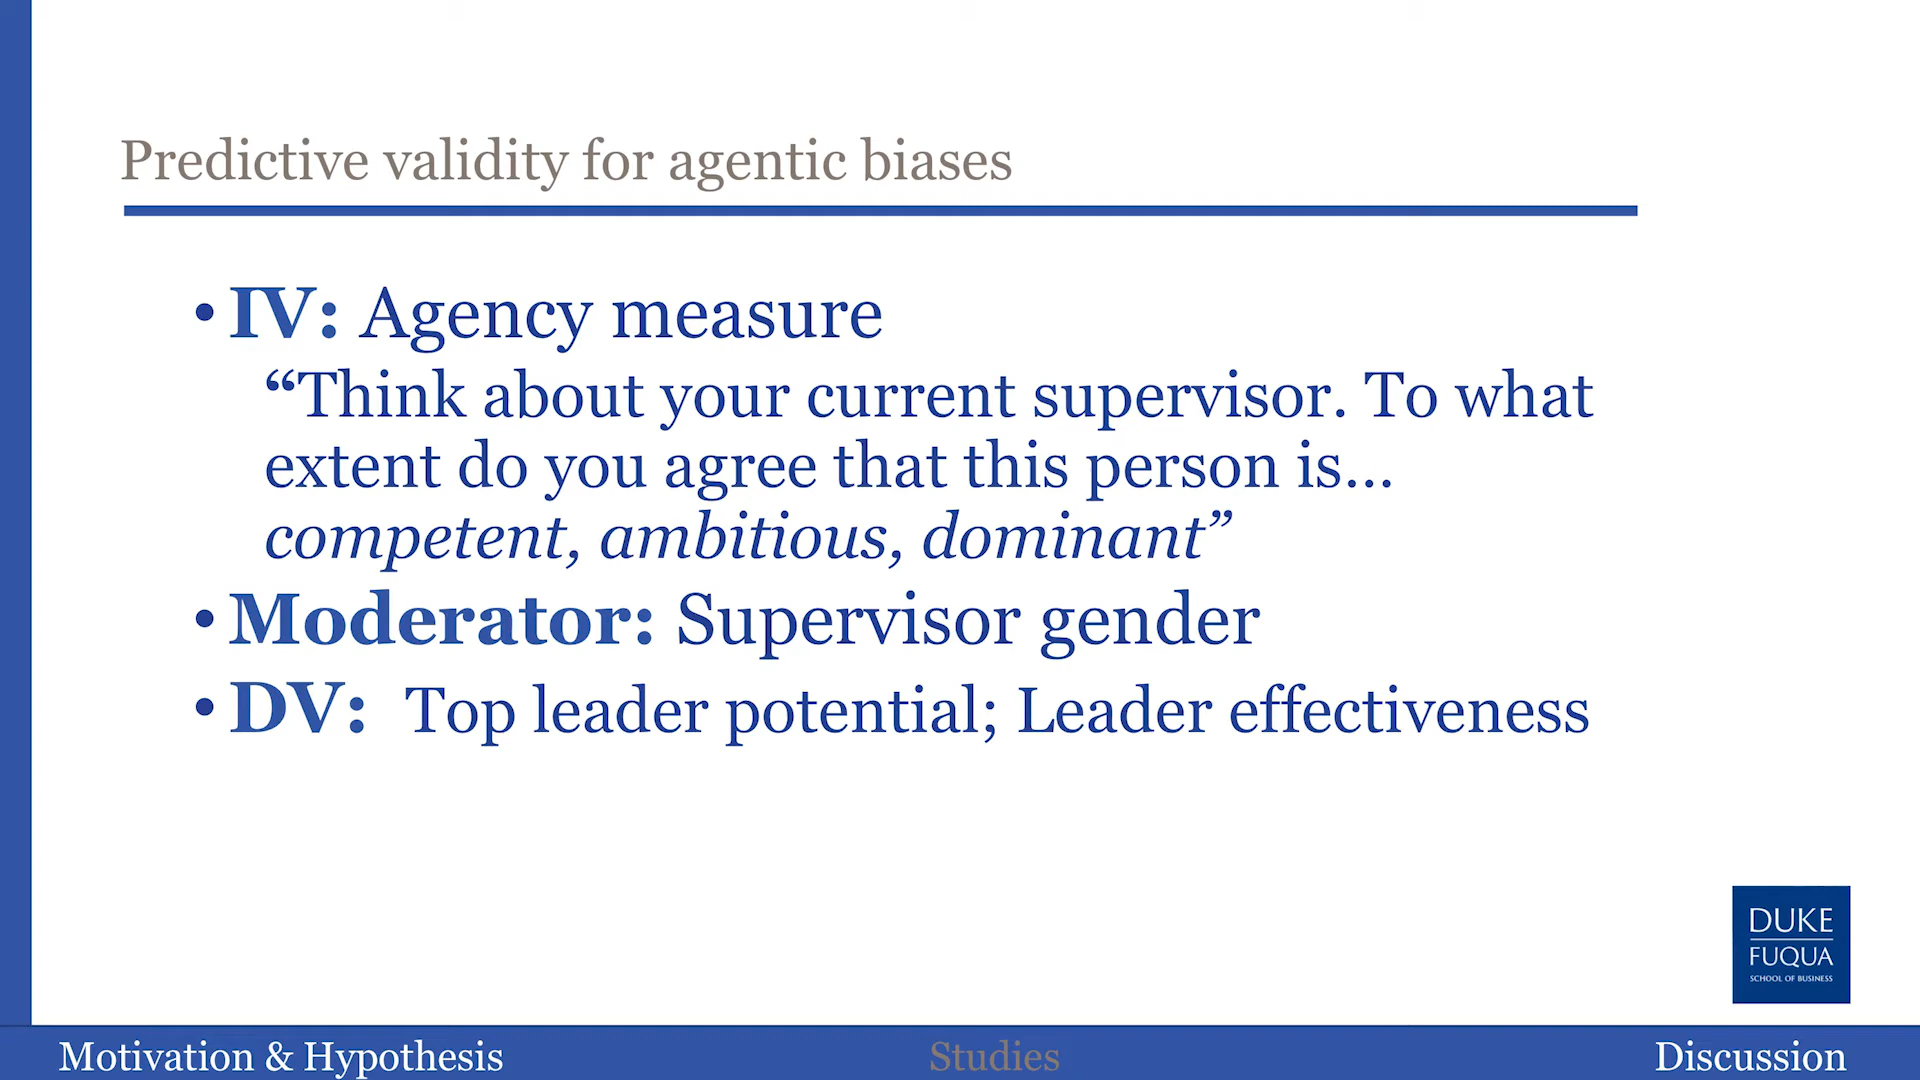 Predictive validity for agentic biases
• IV: Agency measure
“Think about your current supervisor. To what
extent do you agree that this person is...
competent, ambitious, dominant”
• Moderator: Supervisor gender
• DV: Top leader potential; Leader effectiveness
DUKE
FUQUA
SCHOOL OF BUSINESS
Motivation & Hypothesis
Studies
Discussion